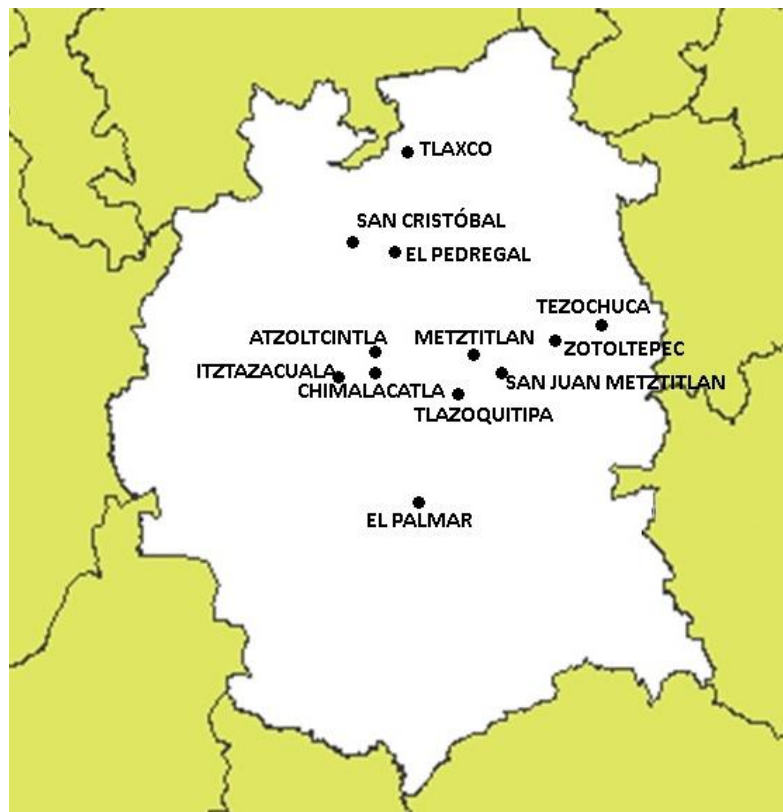 TLAXCO
SAN CRISTÓBAL
EL PEDREGAL
TEZOCHUCA
ATZOLTCINTLA
METZTITLAN
ZOTOLTEPEC
ITZTAZACUALA
SAN JUAN METZTITLAN
CHIMALACATLA
TLAZOQUITIPA
EL PALMAR